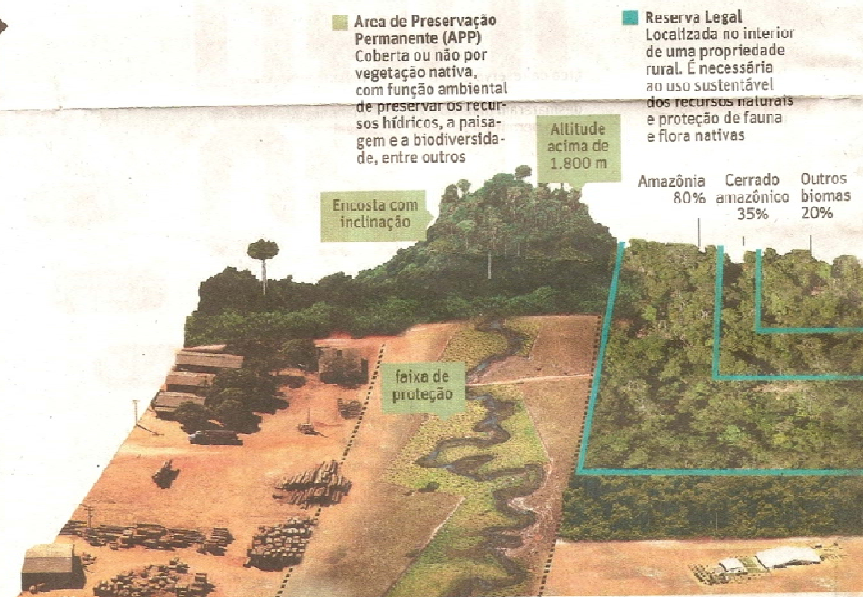 Área de Preservação
Permanente (APP)
Coberta ou não por
vegetação nativa,
com função ambiental
de preservar os recur-
sos hídricos, a paisa-
gem e a biodiversida-
de, entre outros
Reserva Legal
Localizada no interior
de uma propriedade
rural. É necessária
ao uso sustentável
dos recursos naturais
e proteção de fauna
e flora nativas
Altitude
acima de
1.800 m
Encosta com
inclinação
Amazônia
80%
Cerrado
amazônico
35%
Outros
biomas
20%
faixa de
proteção